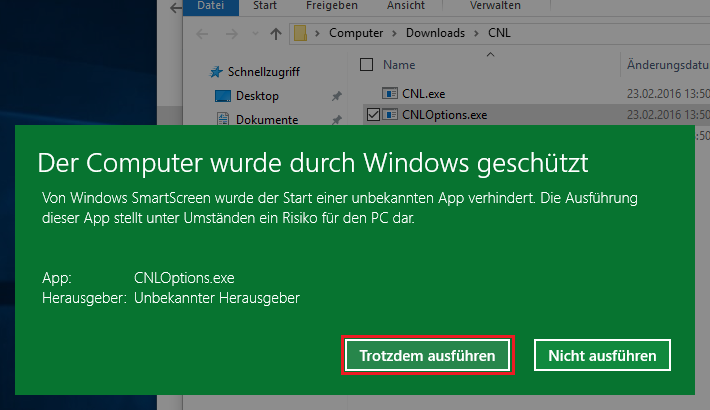 Datei Start Freigeben Ansicht Verwalten
Computer Downloads CNL
Schnellzugriff
Desktop
Dokumente
Name Änderungsdatum
CNL.exe 23.02.2016 13:50
CNLOptions.exe 23.02.2016 13:50
Der Computer wurde durch Windows geschützt
Von Windows SmartScreen wurde der Start einer unbekannten App verhindert. Die Ausführung
dieser App stellt unter Umständen ein Risiko für den PC dar.
App: CNLOptions.exe
Herausgeber: Unbekannter Herausgeber
Trotzdem ausführen Nicht ausführen